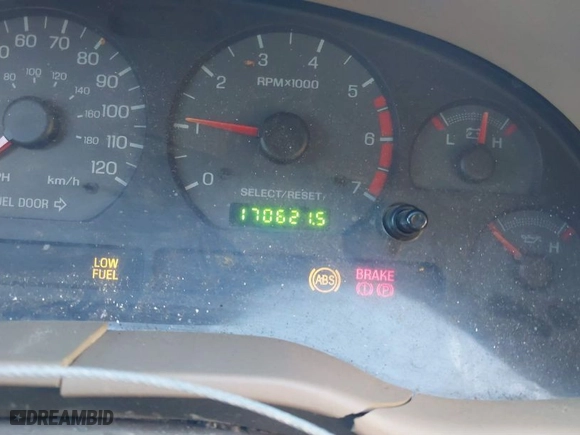 70
80
90
100
110
120
80
100
120
140
160
180
km/h
FUEL DOOR
0
1
2
3
4
5
6
7
RPM×1000
SELECT/RESET
170621.5
L
H
H
LOW
FUEL
ABS
BRAKE
P
DREAMBID